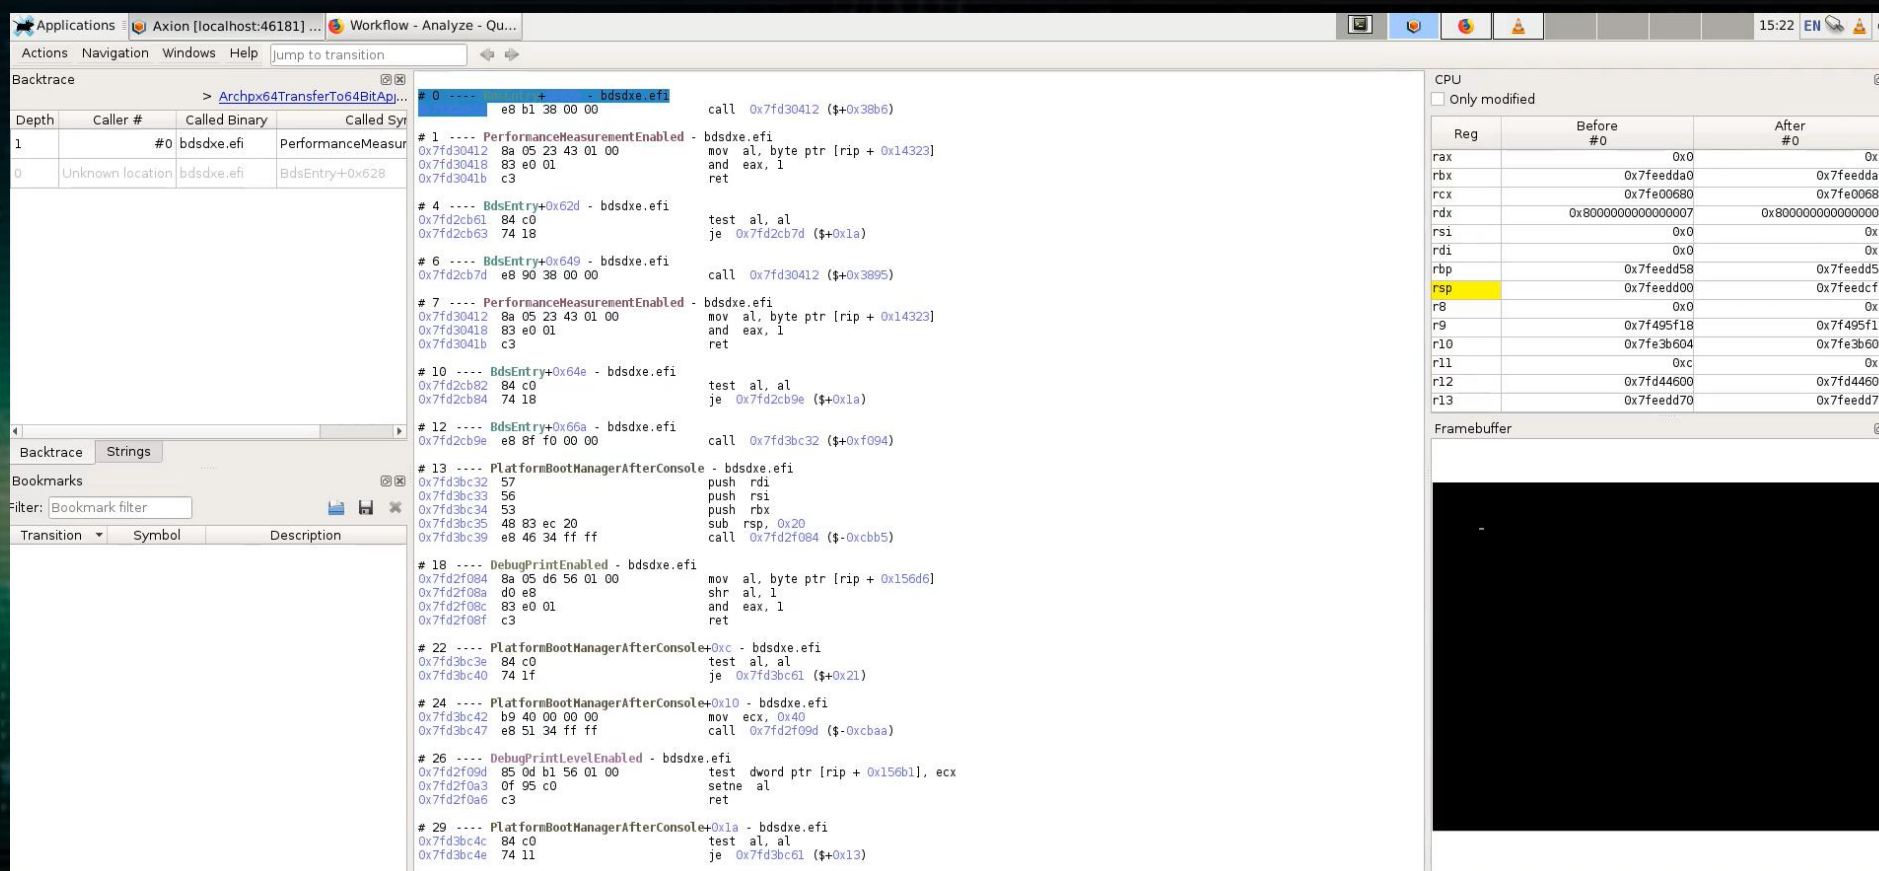 Applications Axion [localhost:46181] ... Workflow - Analyze - Qu... 15:22 EN
Actions Navigation Windows Help Jump to transition
Backtrace
> Archpx64TransferTo64BitAp...
Depth Caller # Called Binary Called Sy
1 #0 bdsdxe.efi PerformanceMeasur
0 Unknown location bdsdxe.efi BdsEntry+0x628
Backtrace Strings
Bookmarks
Filter: Bookmark filter
Transition Symbol Description
# 0 ---- BdsEntry+ - bdsdxe.efi
e8 b1 38 00 00 call 0x7fd30412 ($+0x38b6)
# 1 ---- PerformanceMeasurementEnabled - bdsdxe.efi
0x7fd30412 8a 05 23 43 01 00 mov al, byte ptr [rip + 0x14323]
0x7fd30418 83 e0 01 and eax, 1
0x7fd3041b c3 ret
# 4 ---- BdsEntry+0x62d - bdsdxe.efi
0x7fd2cb61 84 c0 test al, al
0x7fd2cb63 74 18 je 0x7fd2cb7d ($+0x1a)
# 6 ---- BdsEntry+0x649 - bdsdxe.efi
0x7fd2cb7d e8 90 38 00 00 call 0x7fd30412 ($+0x3895)
# 7 ---- PerformanceMeasurementEnabled - bdsdxe.efi
0x7fd30412 8a 05 23 43 01 00 mov al, byte ptr [rip + 0x14323]
0x7fd30418 83 e0 01 and eax, 1
0x7fd3041b c3 ret
# 10 ---- BdsEntry+0x64e - bdsdxe.efi
0x7fd2cb82 84 c0 test al, al
0x7fd2cb84 74 18 je 0x7fd2cb9e ($+0x1a)
# 12 ---- BdsEntry+0x66a - bdsdxe.efi
0x7fd2cb9e e8 8f f0 00 00 call 0x7fd3bc32 ($+0xf094)
# 13 ---- PlatformBootManagerAfterConsole - bdsdxe.efi
0x7fd3bc32 57 push rdi
0x7fd3bc33 56 push rsi
0x7fd3bc34 53 push rbx
0x7fd3bc35 48 83 ec 20 sub rsp, 0x20
0x7fd3bc39 e8 46 34 ff ff call 0x7fd2f084 ($-0xcbb5)
# 18 ---- DebugPrintEnabled - bdsdxe.efi
0x7fd2f084 8a 05 d6 56 01 00 mov al, byte ptr [rip + 0x156d6]
0x7fd2f08a d0 e8 shr al, 1
0x7fd2f08c 83 e0 01 and eax, 1
0x7fd2f08f c3 ret
# 22 ---- PlatformBootManagerAfterConsole+0xc - bdsdxe.efi
0x7fd3bc3e 84 c0 test al, al
0x7fd3bc40 74 1f je 0x7fd3bc61 ($+0x21)
# 24 ---- PlatformBootManagerAfterConsole+0x10 - bdsdxe.efi
0x7fd3bc42 b9 40 00 00 00 mov ecx, 0x40
0x7fd3bc47 e8 51 34 ff ff call 0x7fd2f09d ($-0xcbaa)
# 26 ---- DebugPrintLevelEnabled - bdsdxe.efi
0x7fd2f09d 85 0d b1 56 01 00 test dword ptr [rip + 0x156b1], ecx
0x7fd2f0a3 0f 95 c0 setne al
0x7fd2f0a6 c3 ret
# 29 ---- PlatformBootManagerAfterConsole+0x1a - bdsdxe.efi
0x7fd3bc4c 84 c0 test al, al
0x7fd3bc4e 74 11 je 0x7fd3bc61 ($+0x13)
CPU
Only modified
Reg Before #0 After #0
rax 0x0 0x
rbx 0x7feedda0 0x7feedda
rcx 0x7fe00680 0x7fe0068
rdx 0x8000000000000007 0x800000000000000
rsi 0x0 0x
rdi 0x0 0x
rbp 0x7feedd58 0x7feedd5
rsp 0x7feedd00 0x7feedcf
r8 0x0 0x
r9 0x7f495f18 0x7f495f1
r10 0x7fe3b604 0x7fe3b60
r11 0xc 0x
r12 0x7fd44600 0x7fd4460
r13 0x7feedd70 0x7feedd7
Framebuffer